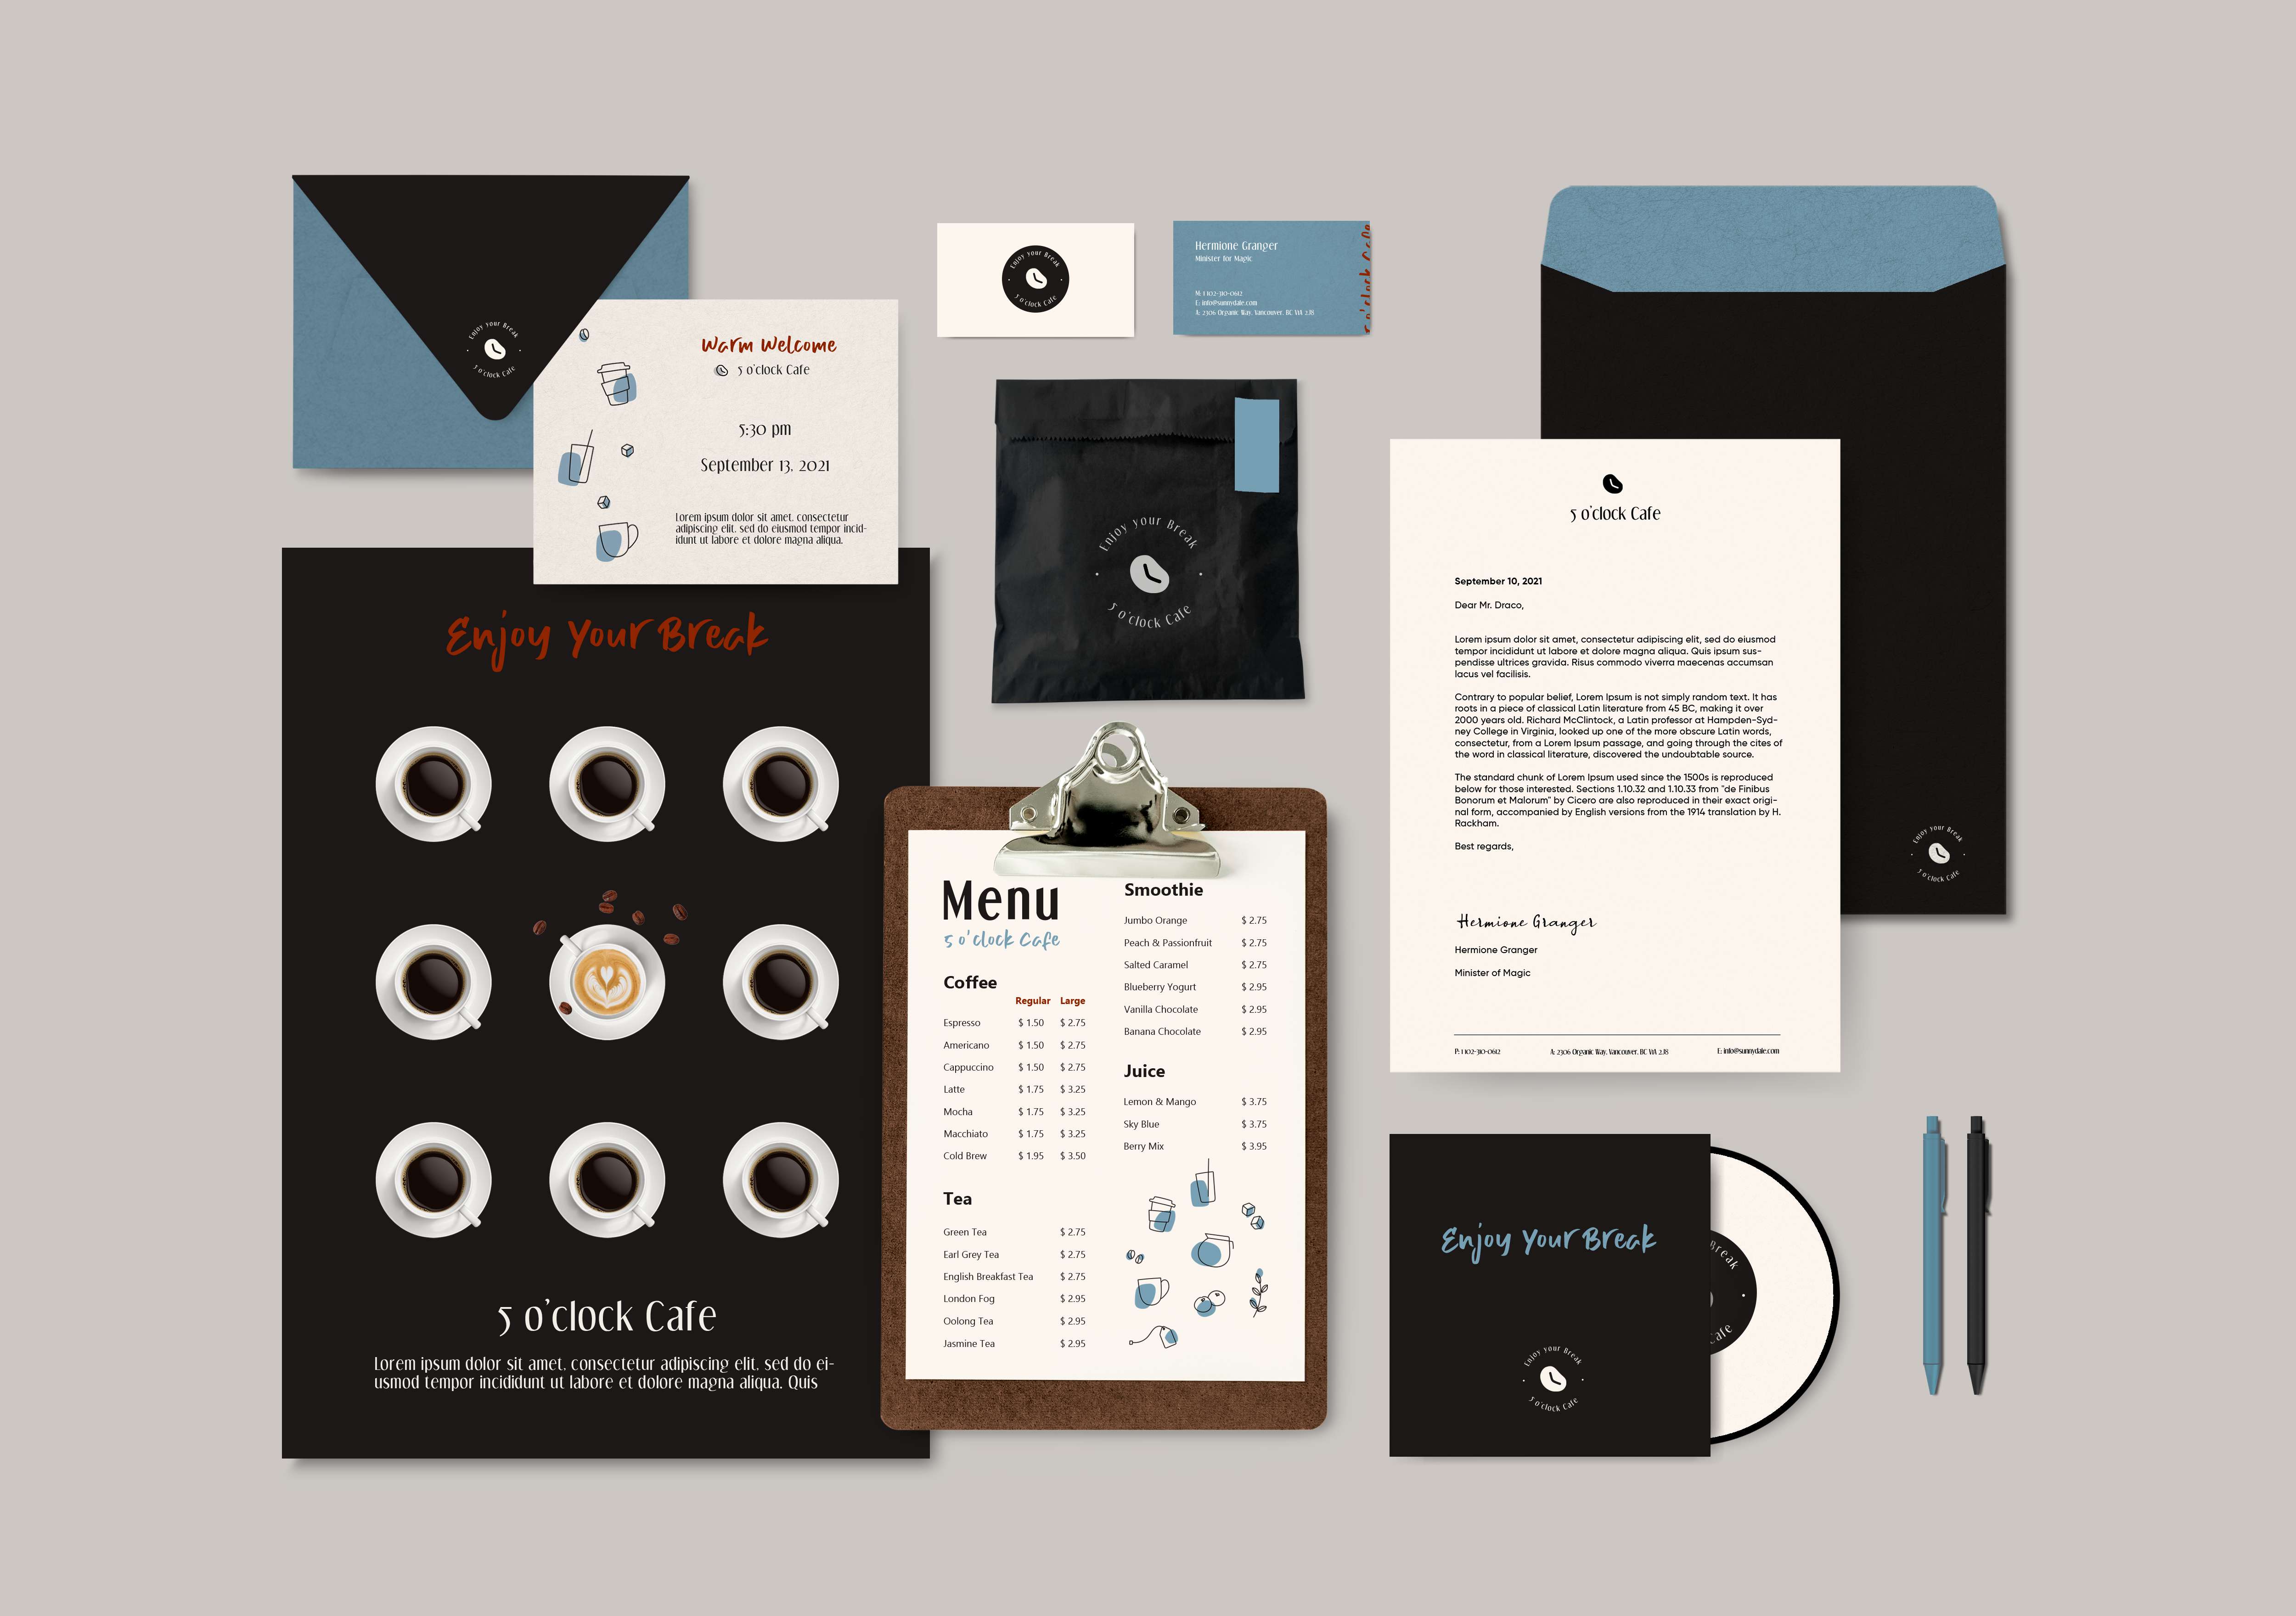 Enjoy your Break
5 o'clock Cafe
Warm Welcome
5 o'clock Cafe
5:30 pm
September 13, 2021
Lorem ipsum dolor sit amet, consectetur
adipiscing elit, sed do eiusmod tempor incid-
idunt ut labore et dolore magna aliqua.
Enjoy Your Break
5 o'clock Cafe
Lorem ipsum dolor sit amet, consectetur adipiscing elit, sed do ei-
usmod tempor incididunt ut labore et dolore magna aliqua. Quis
Enjoy your Break
5 o'clock Cafe
Hermione Granger
Minister for Magic
M: 1 102-310-0612
E: info@sunnydale.com
A: 2306 Organic Way, Vancouver, BC V1A 2J8
5 o'clock Cafe
Enjoy your Break
5 o'clock Cafe
Menu
5 o'clock Cafe
Coffee
Regular Large
Espresso $ 1.50 $ 2.75
Americano $ 1.50 $ 2.75
Cappuccino $ 1.50 $ 2.75
Latte $ 1.75 $ 3.25
Mocha $ 1.75 $ 3.25
Macchiato $ 1.75 $ 3.25
Cold Brew $ 1.95 $ 3.50
Tea
Green Tea $ 2.75
Earl Grey Tea $ 2.75
English Breakfast Tea $ 2.75
London Fog $ 2.95
Oolong Tea $ 2.95
Jasmine Tea $ 2.95
Smoothie
Jumbo Orange $ 2.75
Peach & Passionfruit $ 2.75
Salted Caramel $ 2.75
Blueberry Yogurt $ 2.95
Vanilla Chocolate $ 2.95
Banana Chocolate $ 2.95
Juice
Lemon & Mango $ 3.75
Sky Blue $ 3.75
Berry Mix $ 3.95
5 o'clock Cafe
September 10, 2021
Dear Mr. Draco,
Lorem ipsum dolor sit amet, consectetur adipiscing elit, sed do eiusmod
tempor incididunt ut labore et dolore magna aliqua. Quis ipsum sus-
pendisse ultrices gravida. Risus commodo viverra maecenas accumsan
lacus vel facilisis.
Contrary to popular belief, Lorem Ipsum is not simply random text. It has
roots in a piece of classical Latin literature from 45 BC, making it over
2000 years old. Richard McClintock, a Latin professor at Hampden-Syd-
ney College in Virginia, looked up one of the more obscure Latin words,
consectetur, from a Lorem Ipsum passage, and going through the cites of
the word in classical literature, discovered the undoubtable source.
The standard chunk of Lorem Ipsum used since the 1500s is reproduced
below for those interested. Sections 1.10.32 and 1.10.33 from "de Finibus
Bonorum et Malorum" by Cicero are also reproduced in their exact origi-
nal form, accompanied by English versions from the 1914 translation by H.
Rackham.
Best regards,
Hermione Granger
Hermione Granger
Minister of Magic
P: 1 102-310-0612 A: 2306 Organic Way, Vancouver, BC V1A 2J8 E: info@sunnydale.com
Enjoy your Break
5 o'clock Cafe
Enjoy Your Break
Enjoy your Break
5 o'clock Cafe
Break
Cafe